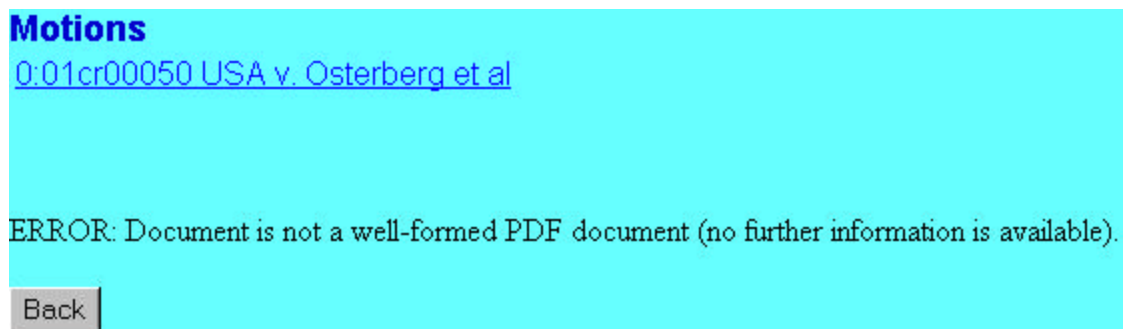 Motions
0:01cr00050 USA v. Osterberg et al
ERROR: Document is not a well-formed PDF document (no further information is available).
Back